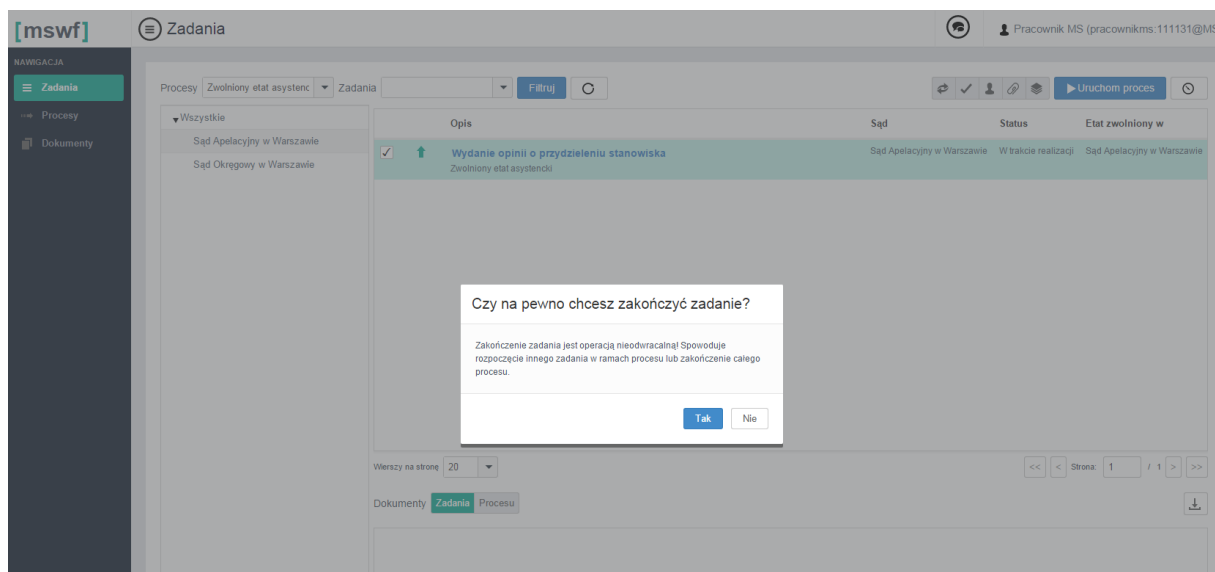 [mswf]
Zadania
Pracownik MS (pracownikms:111131@MS
NAWIGACJA
Zadania
Procesy
Dokumenty
Procesy Zwolniony etat asystenc Zadania Filtruj
Uruchom proces
Wszystkie
Sąd Apelacyjny w Warszawie
Sąd Okręgowy w Warszawie
Opis Sąd Status Etat zwolniony w
Wydanie opinii o przydzieleniu stanowiska Sąd Apelacyjny w Warszawie W trakcie realizacji Sąd Apelacyjny w Warszawie
Zwolniony etat asystencki
Czy na pewno chcesz zakończyć zadanie?
Zakończenie zadania jest operacją nieodwracalną! Spowoduje
rozpoczęcie innego zadania w ramach procesu lub zakończenie całego
procesu.
Tak Nie
Wierszy na stronę 20 << < Strona: 1 / 1 > >>
Dokumenty Zadania Procesu